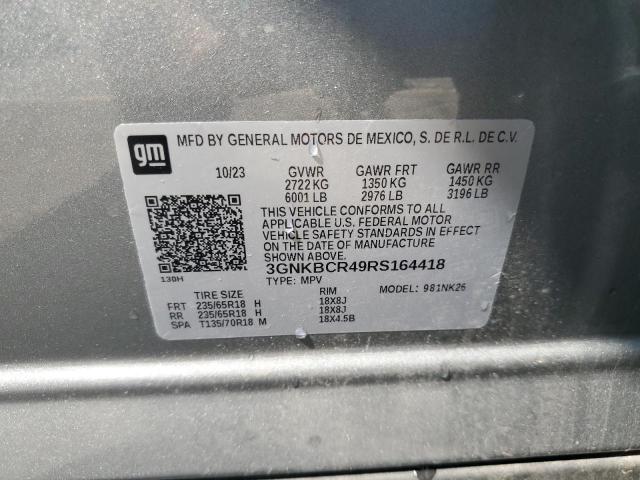 gm MFD BY GENERAL MOTORS DE MEXICO, S. DE R.L. DE C.V.
10/23 GVWR GAWR FRT GAWR RR
2722 KG 1350 KG 1450 KG
6001 LB 2976 LB 3196 LB
THIS VEHICLE CONFORMS TO ALL
APPLICABLE U.S. FEDERAL MOTOR
VEHICLE SAFETY STANDARDS IN EFFECT
ON THE DATE OF MANUFACTURE
SHOWN ABOVE.
3GNKBCR49RS164418
130H TYPE: MPV
TIRE SIZE RIM MODEL: 981NK26
FRT 235/65R18 H 18X8J
RR 235/65R18 H 18X8J
SPA T135/70R18 M 18X4.5B